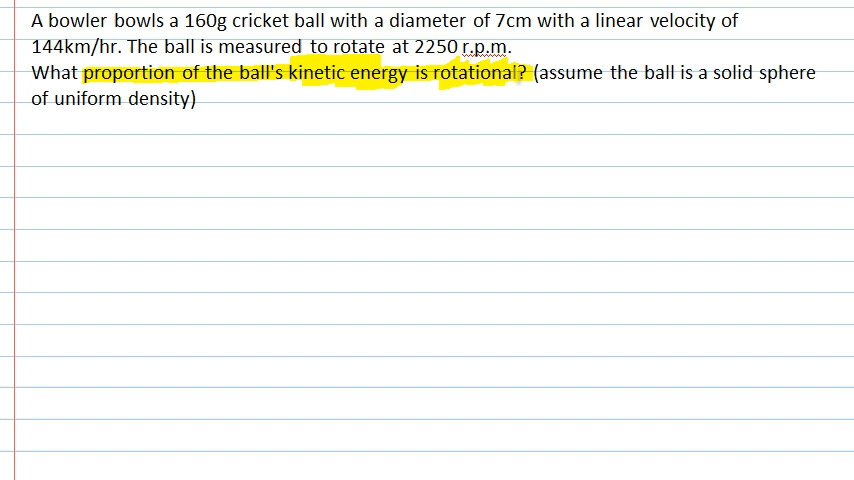 A bowler bowls a 160g cricket ball with a diameter of 7cm with a linear velocity of
144km/hr. The ball is measured to rotate at 2250 r.p.m.
What proportion of the ball's kinetic energy is rotational? (assume the ball is a solid sphere
of uniform density)